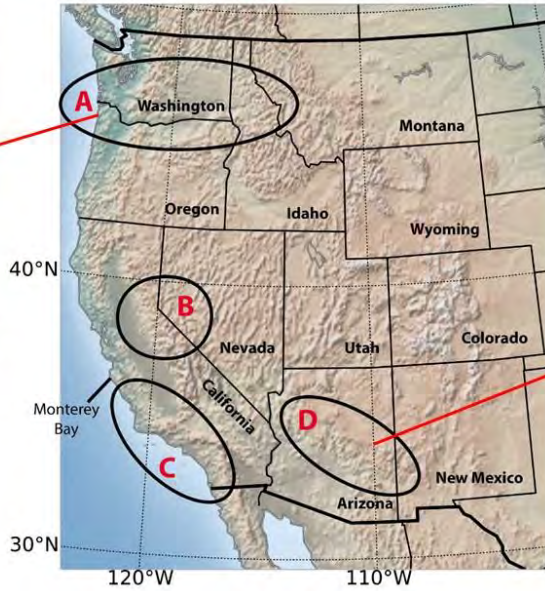 A
Washington
Montana
Oregon
Idaho
Wyoming
40°N
B
Nevada
Utah
Colorado
California
Monterey
Bay
D
C
New Mexico
Arizona
30°N
120°W
110°W